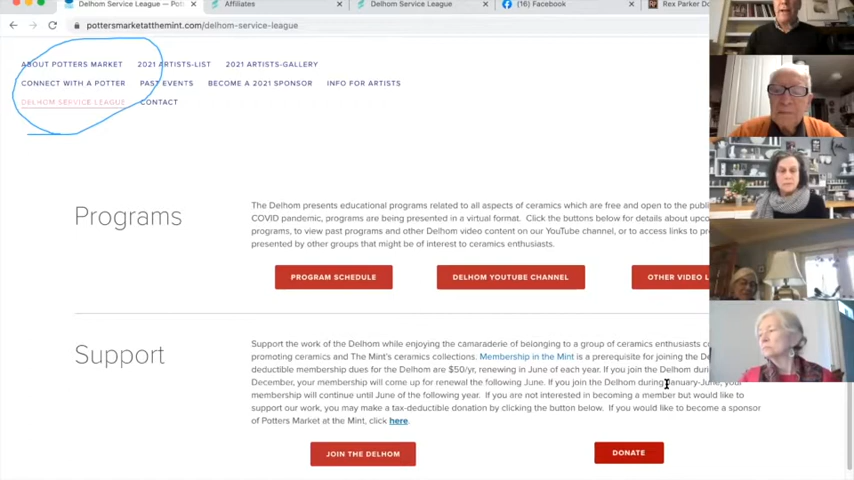 Delhom Service League — Pott
Affiliates
Delhom Service League
(16) Facebook
Rex Parker Do
pottersmarketatthemint.com/delhom-service-league
ABOUT POTTERS MARKET 2021 ARTISTS-LIST 2021 ARTISTS-GALLERY
CONNECT WITH A POTTER PAST EVENTS BECOME A 2021 SPONSOR INFO FOR ARTISTS
DELHOM SERVICE LEAGUE CONTACT
Programs
The Delhom presents educational programs related to all aspects of ceramics which are free and open to the publi
COVID pandemic, programs are being presented in a virtual format. Click the buttons below for details about upco
programs, to view past programs and other Delhom video content on our YouTube channel, or to access links to pr
presented by other groups that might be of interest to ceramics enthusiasts.
PROGRAM SCHEDULE
DELHOM YOUTUBE CHANNEL
OTHER VIDEO L
Support
Support the work of the Delhom while enjoying the camaraderie of belonging to a group of ceramics enthusiasts c
promoting ceramics and The Mint's ceramics collections. Membership in the Mint is a prerequisite for joining the De
deductible membership dues for the Delhom are $50/yr, renewing in June of each year. If you join the Delhom duri
December, your membership will come up for renewal the following June. If you join the Delhom during January-June, your
membership will continue until June of the following year. If you are not interested in becoming a member but would like to
support our work, you may make a tax-deductible donation by clicking the button below. If you would like to become a sponsor
of Potters Market at the Mint, click here.
JOIN THE DELHOM
DONATE